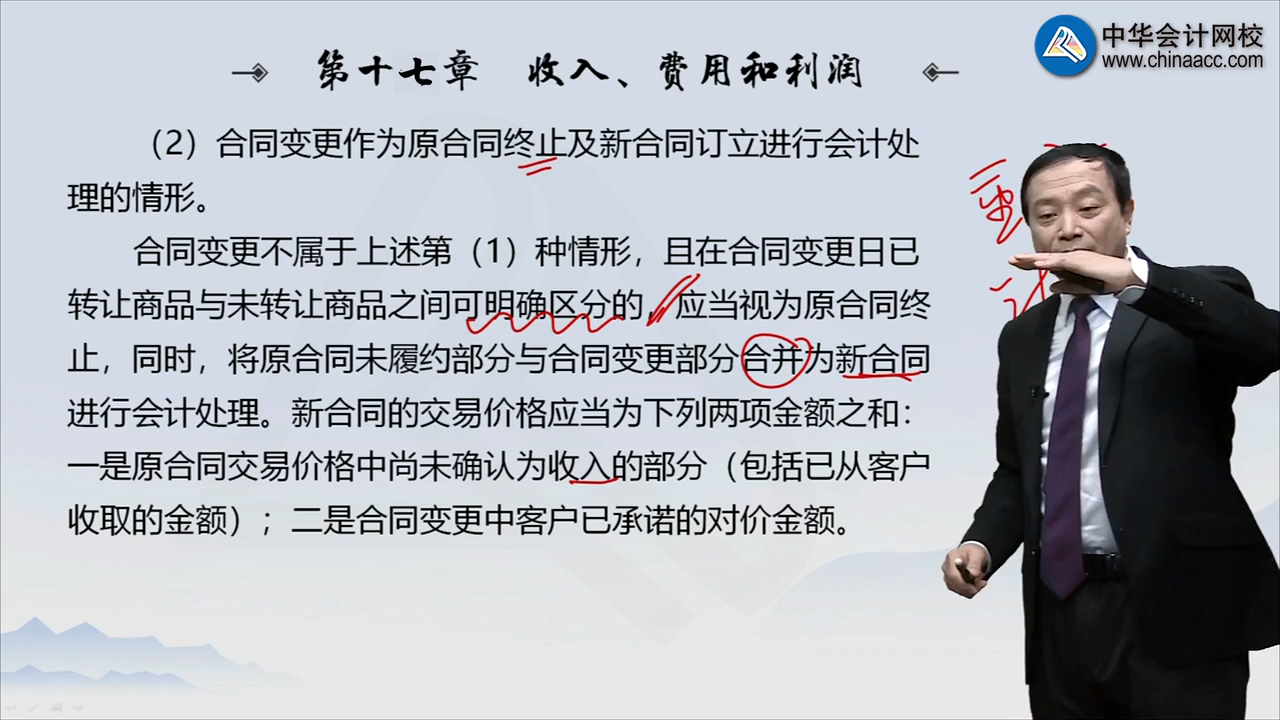 中华会计网校
www.chinaacc.com
第十七章 收入、费用和利润
（2）合同变更作为原合同终止及新合同订立进行会计处
理的情形。
合同变更不属于上述第（1）种情形，且在合同变更日已
转让商品与未转让商品之间可明确区分的，应当视为原合同终
止，同时，将原合同未履约部分与合同变更部分合并为新合同
进行会计处理。新合同的交易价格应当为下列两项金额之和：
一是原合同交易价格中尚未确认为收入的部分（包括已从客户
收取的金额）；二是合同变更中客户已承诺的对价金额。